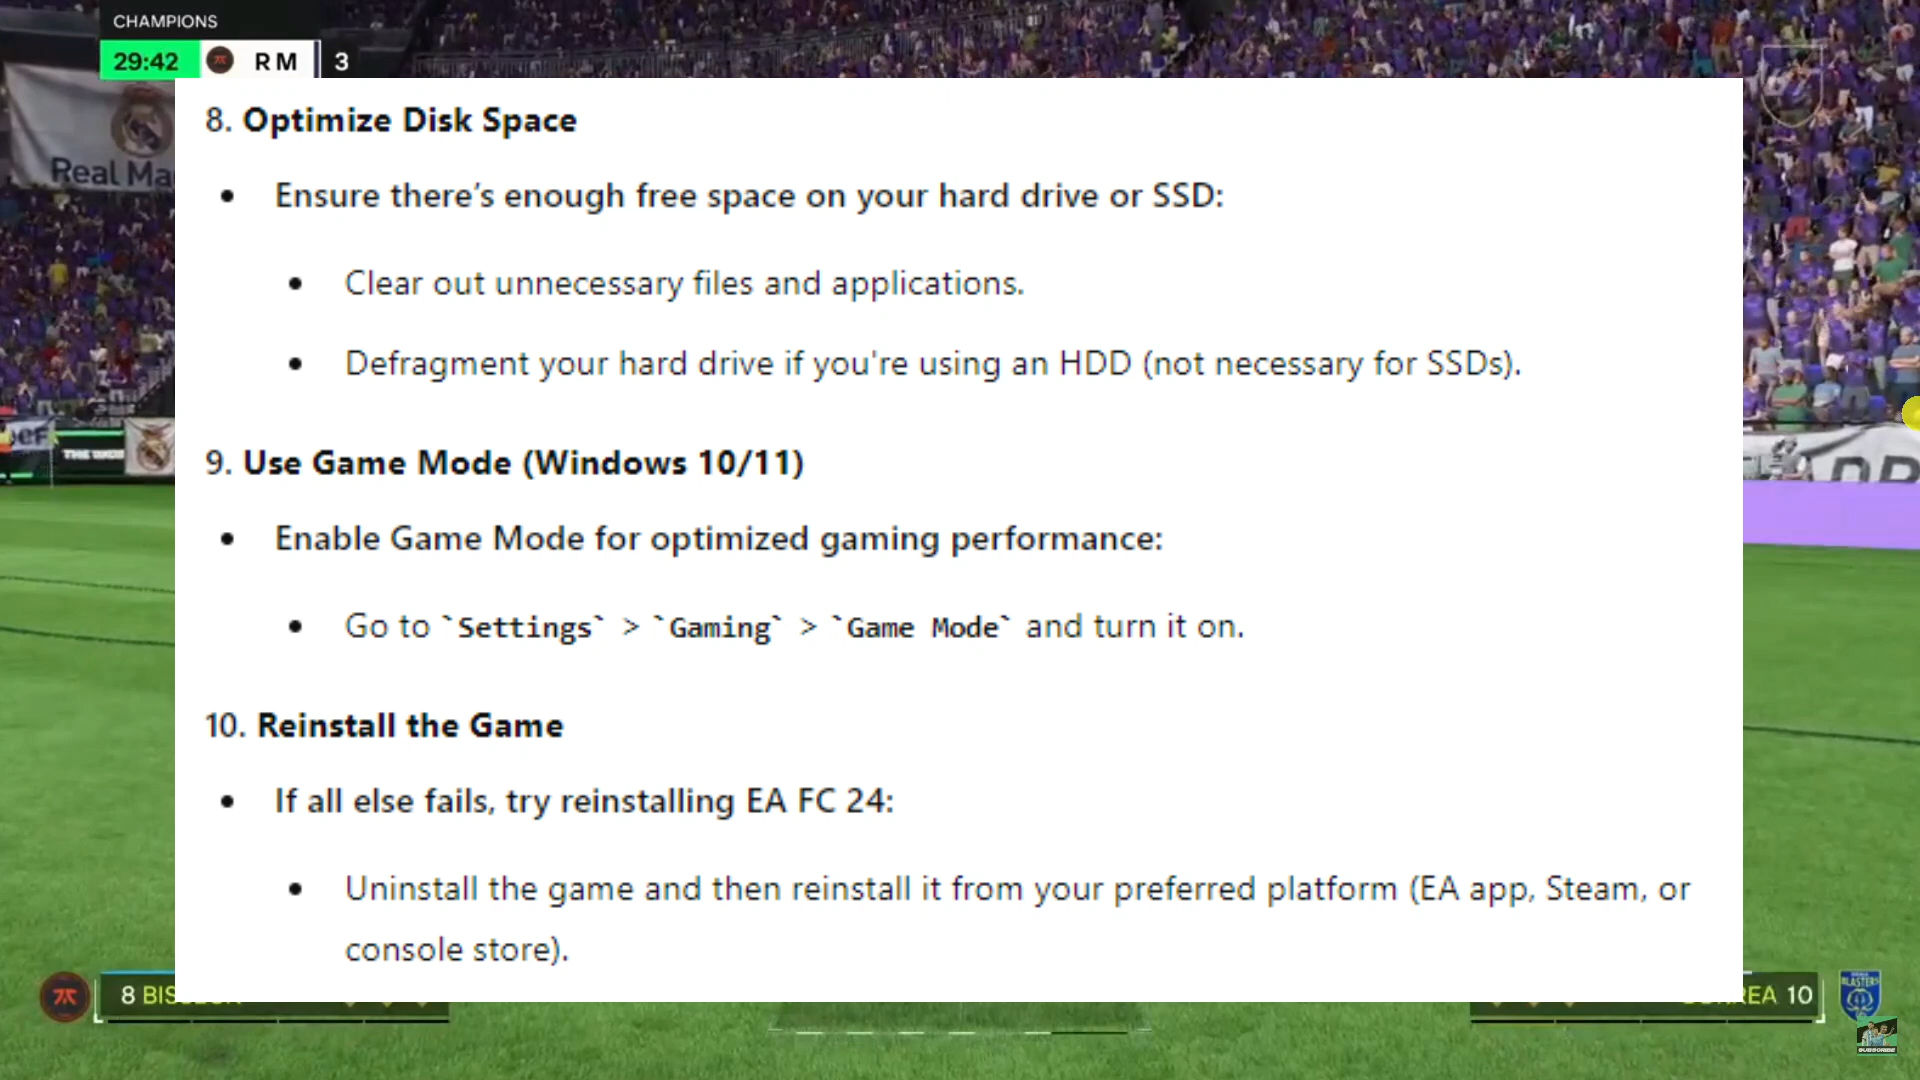 CHAMPIONS
29:42 RM 3
Real Ma
8. Optimize Disk Space
Ensure there’s enough free space on your hard drive or SSD:
Clear out unnecessary files and applications.
Defragment your hard drive if you're using an HDD (not necessary for SSDs).
9. Use Game Mode (Windows 10/11)
Enable Game Mode for optimized gaming performance:
Go to `Settings` > `Gaming` > `Game Mode` and turn it on.
10. Reinstall the Game
If all else fails, try reinstalling EA FC 24:
Uninstall the game and then reinstall it from your preferred platform (EA app, Steam, or
console store).
8
10
BLASTERS
SUBSCRIBE